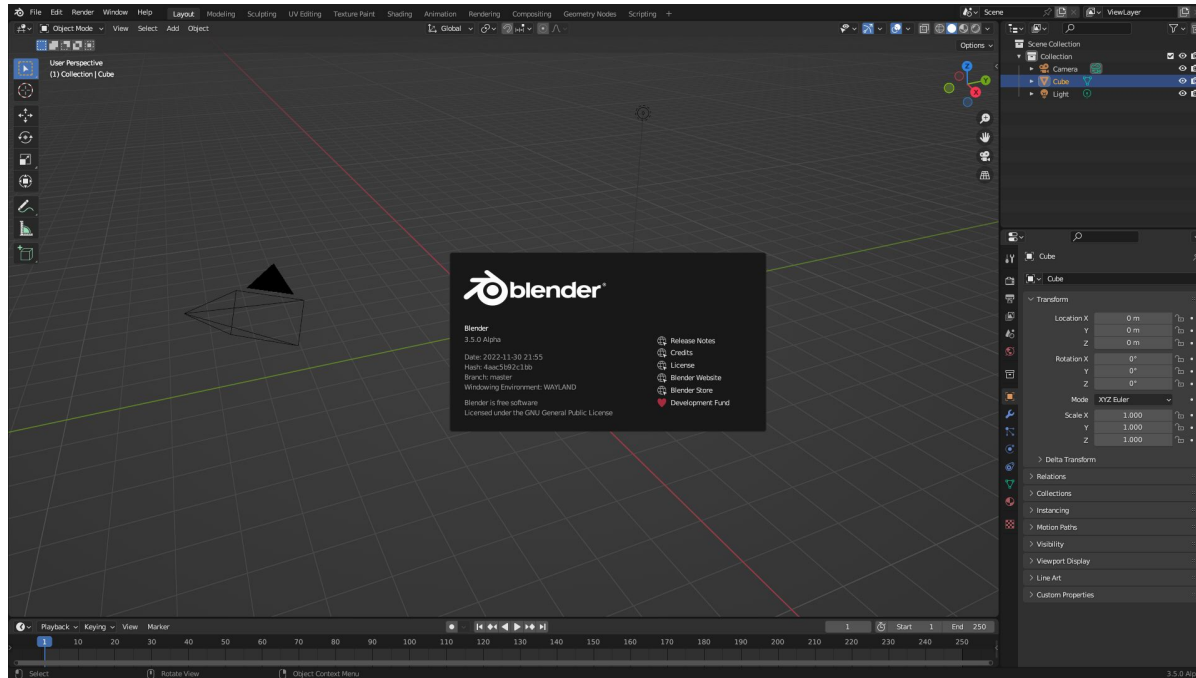 File Edit Render Window Help Layout Modeling Sculpting UV Editing Texture Paint Shading Animation Rendering Compositing Geometry Nodes Scripting + Scene ViewLayer
Object Mode View Select Add Object Global
Options
User Perspective
(1) Collection | Cube
Z
Y
X
Scene Collection
Collection
Camera
Cube
Light
blender
Blender
3.5.0 Alpha
Date: 2022-11-30 21:55
Hash: 4aac5b92c1bb
Branch: master
Windowing Environment: WAYLAND
Blender is free software
Licensed under the GNU General Public License
Release Notes
Credits
License
Blender Website
Blender Store
Development Fund
Cube
Cube
Transform
Location X 0 m
Y 0 m
Z 0 m
Rotation X 0°
Y 0°
Z 0°
Mode XYZ Euler
Scale X 1.000
Y 1.000
Z 1.000
Delta Transform
Relations
Collections
Instancing
Motion Paths
Visibility
Viewport Display
Line Art
Custom Properties
Playback Keying View Marker 1 Start 1 End 250
1 10 20 30 40 50 60 70 80 90 100 110 120 130 140 150 160 170 180 190 200 210 220 230 240 250
Select Rotate View Object Context Menu 3.5.0